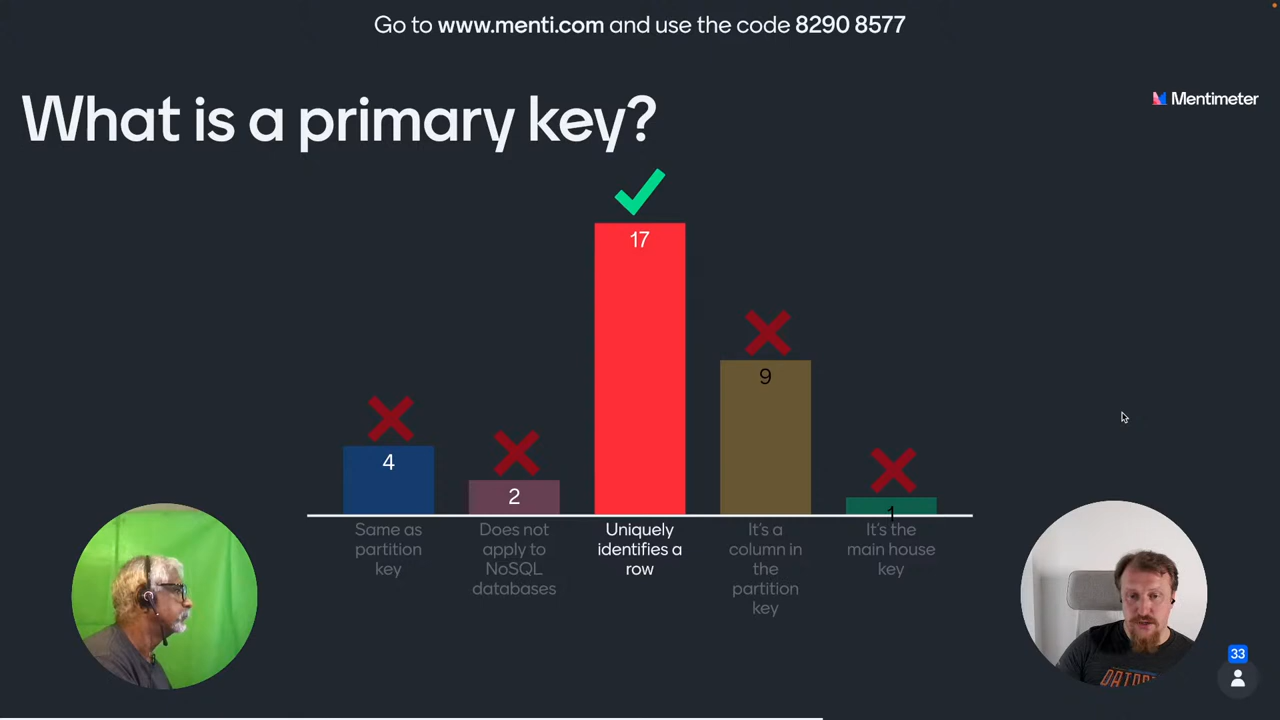 Go to www.menti.com and use the code 8290 8577
What is a primary key?
Mentimeter
17
9
4
2
1
Same as
partition
key
Does not
apply to
NoSQL
databases
Uniquely
identifies a
row
It's a
column in
the
partition
key
It's the
main house
key
33